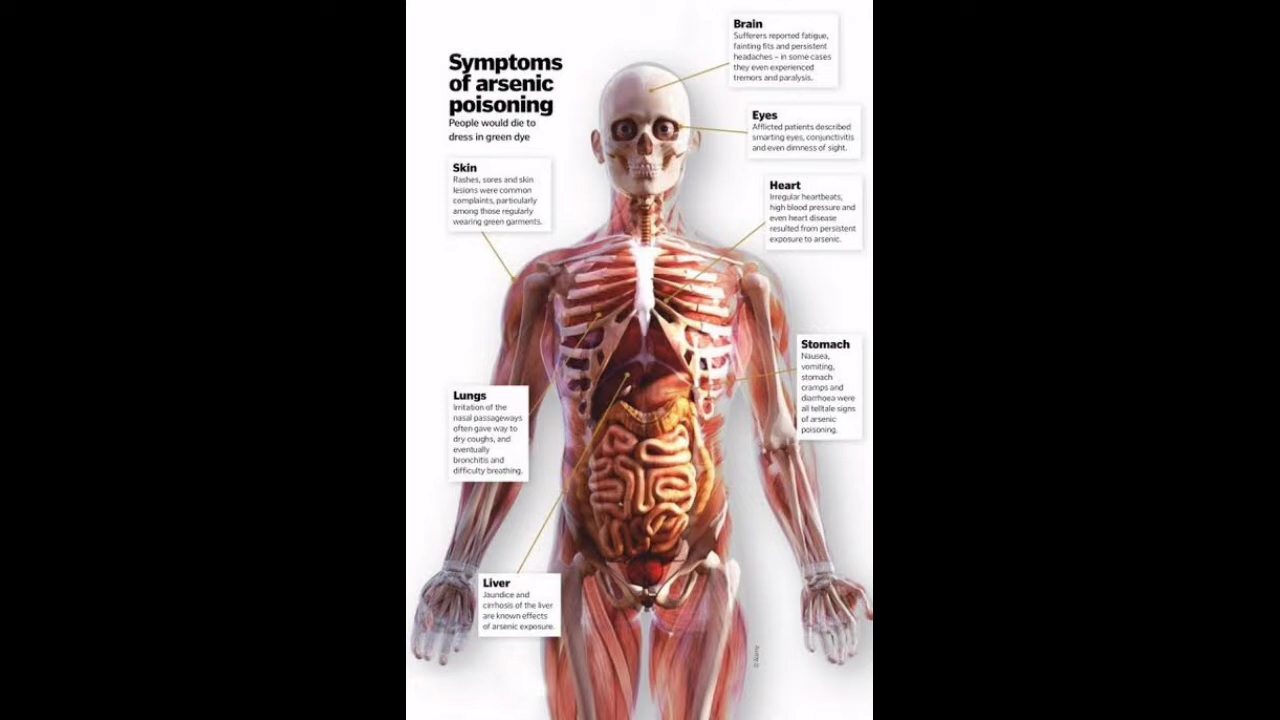 Symptoms
of arsenic
poisoning
People would die to
dress in green dye
Brain
Sufferers reported fatigue,
fainting fits and persistent
headaches – in some cases
they even experienced
tremors and paralysis.
Eyes
Afflicted patients described
smarting eyes, conjunctivitis
and even dimness of sight.
Skin
Rashes, sores and skin
lesions were common
complaints, particularly
among those regularly
wearing green garments.
Heart
Irregular heartbeats,
high blood pressure and
even heart disease
resulted from persistent
exposure to arsenic.
Stomach
Nausea,
vomiting,
stomach
cramps and
diarrhoea were
all telltale signs
of arsenic
poisoning.
Lungs
Irritation of the
nasal passageways
often gave way to
dry coughs, and
eventually
bronchitis and
difficulty breathing.
Liver
Jaundice and
cirrhosis of the liver
are known effects
of arsenic exposure.
© Alamy